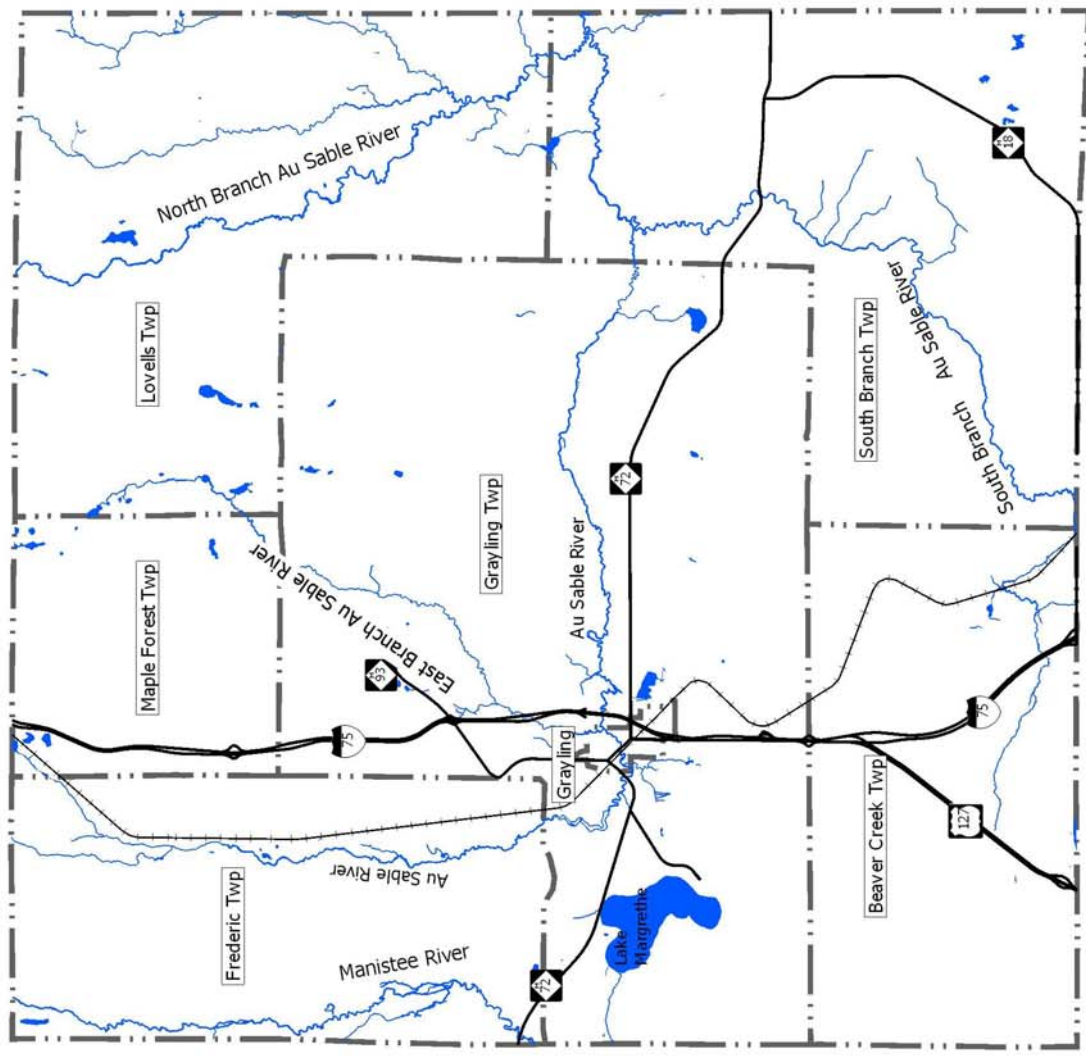 North Branch Au Sable River
Lovells Twp
Maple Forest Twp
East Branch Au Sable River
M
93
75
Grayling Twp
Au Sable River
Frederic Twp
Au Sable River
Manistee River
M
72
M
72
Grayling
Lake
Margrethe
South Branch Twp
South Branch Au Sable River
M
18
Beaver Creek Twp
75
127